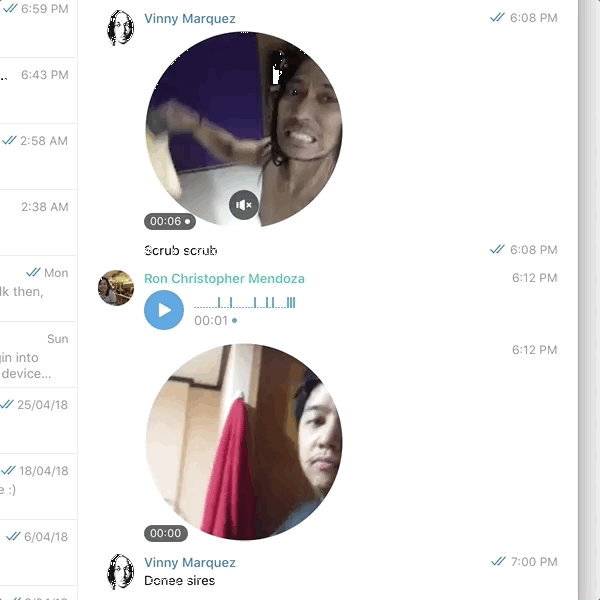 6:59 PM
6:43 PM
2:58 AM
2:38 AM
Mon
lk then,
Sun
gin into
device...
25/04/18
18/04/18
e :)
6/04/18
Vinny Marquez 6:08 PM
00:06
Scrub scrub 6:08 PM
Ron Christopher Mendoza 6:12 PM
00:01
6:12 PM
00:00
Vinny Marquez 7:00 PM
Donee sires